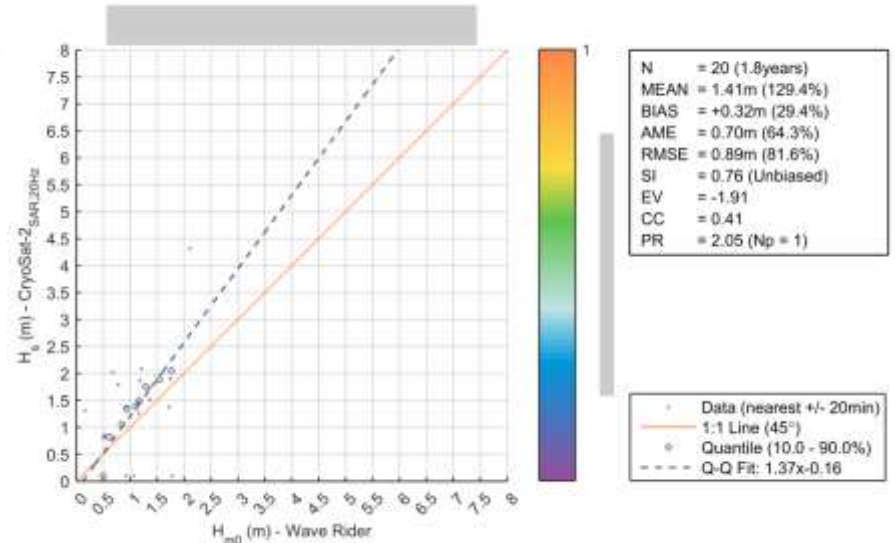 8
7.5
7
6.5
6
5.5
5
4.5
4
3.5
3
2.5
2
1.5
1
0.5
0
H_s (m) - CryoSat-2_SAR,20Hz
0 0.5 1 1.5 2 2.5 3 3.5 4 4.5 5 5.5 6 6.5 7 7.5 8
H_m0 (m) - Wave Rider
1
N = 20 (1.8years)
MEAN = 1.41m (129.4%)
BIAS = +0.32m (29.4%)
AME = 0.70m (64.3%)
RMSE = 0.89m (81.6%)
SI = 0.76 (Unbiased)
EV = -1.91
CC = 0.41
PR = 2.05 (Np = 1)
Data (nearest +/- 20min)
1:1 Line (45°)
Quantile (10.0 - 90.0%)
Q-Q Fit: 1.37x-0.16